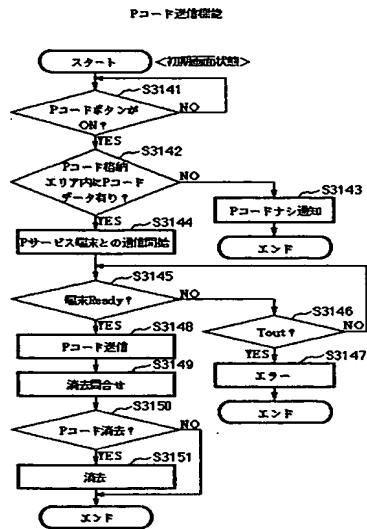 Pコード送信機能
スタート
<初期画面状態>
S3141
PコードボタンがON?
NO
YES
S3142
Pコード格納
エリア内にPコード
データ有り?
NO
YES
S3143
Pコードナシ通知
エンド
S3144
Pサービス端末との通信開始
S3145
端末Ready?
NO
YES
S3146
Tout?
NO
YES
S3147
エラー
エンド
S3148
Pコード送信
S3149
消去問合せ
S3150
Pコード消去?
NO
YES
S3151
消去
エンド